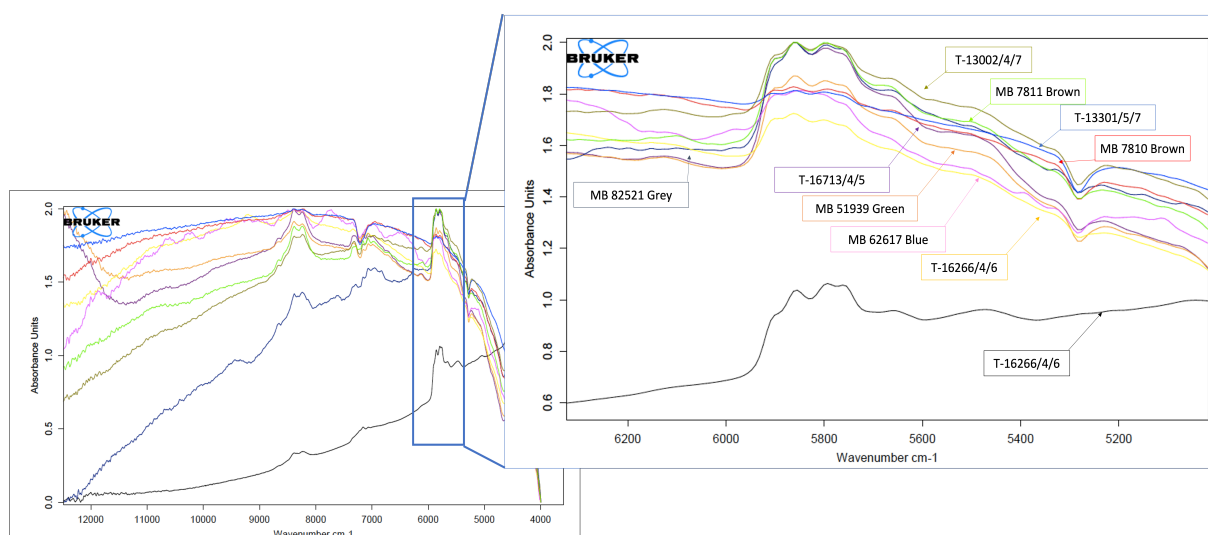 BRUKER
2.0
1.8
1.6
1.4
1.2
1.0
0.8
0.6
Absorbance Units
6200
6000
5800
5600
5400
5200
Wavenumber cm-1
T-13002/4/7
MB 7811 Brown
T-13301/5/7
MB 7810 Brown
T-16713/4/5
MB 82521 Grey
MB 51939 Green
MB 62617 Blue
T-16266/4/6
T-16266/4/6
BRUKER
2.0
1.5
1.0
0.5
0.0
Absorbance Units
12000
11000
10000
9000
8000
7000
6000
5000
4000
Wavenumber cm-1